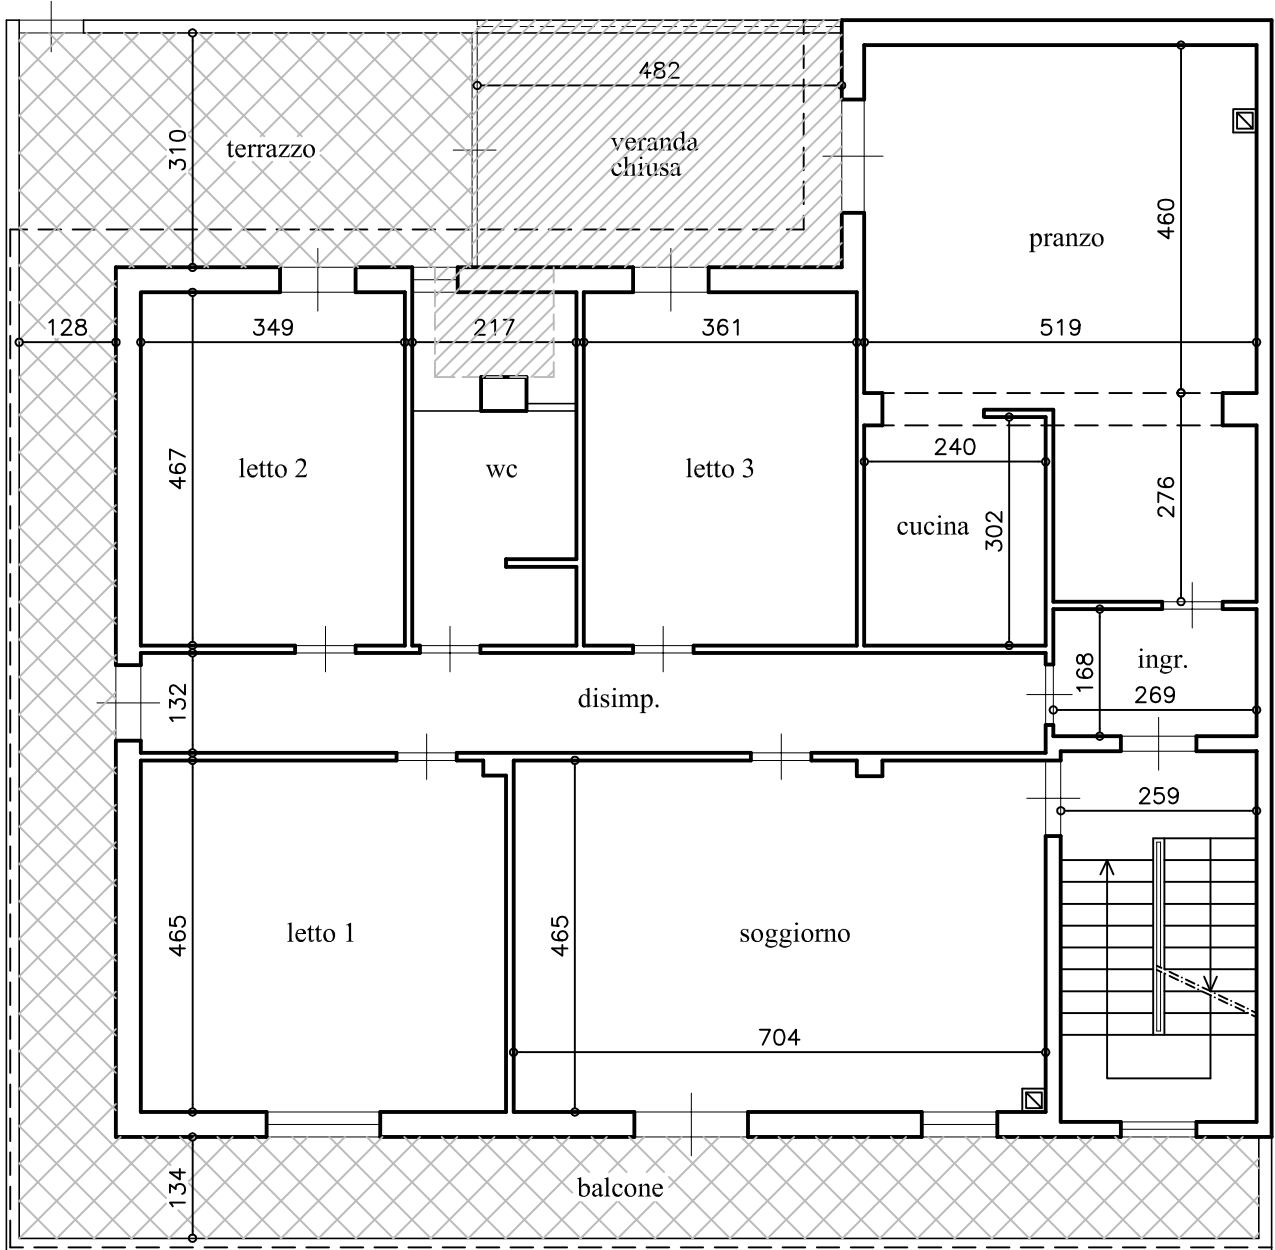 482
310
terrazzo
veranda
chiusa
460
pranzo
128
349
217
361
519
467
letto 2
wc
letto 3
240
cucina
302
276
132
disimp.
168
ingr.
269
259
465
letto 1
465
soggiorno
704
134
balcone